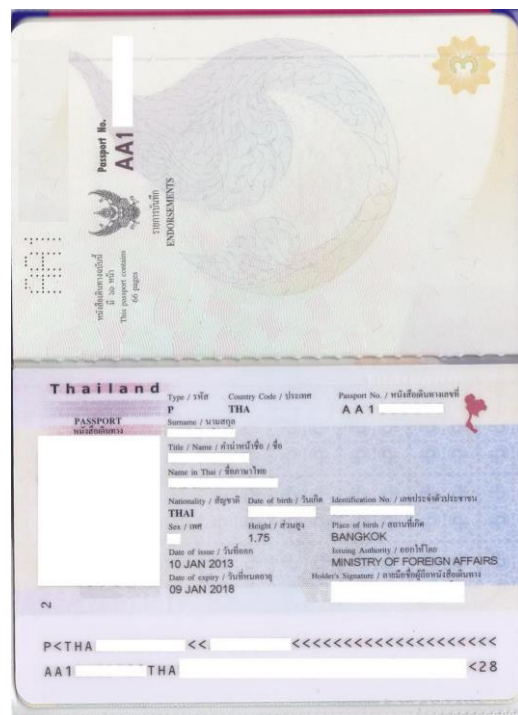 Passport No.
AA1
รายการบันทึก
ENDORSEMENTS
หนังสือเดินทางฉบับนี้
มี ๖๖ หน้า
This passport contains
66 pages
Thailand
PASSPORT
หนังสือเดินทาง
Type / รหัส Country Code / ประเทศ Passport No. / หนังสือเดินทางเลขที่
P THA AA1
Surname / นามสกุล
Title / Name / คำนำหน้าชื่อ / ชื่อ
Name in Thai / ชื่อภาษาไทย
Nationality / สัญชาติ Date of birth / วันเกิด Identification No. / เลขประจำตัวประชาชน
THAI
Sex / เพศ Height / ส่วนสูง Place of birth / สถานที่เกิด
1.75 BANGKOK
Date of issue / วันที่ออก Issuing Authority / ออกให้โดย
10 JAN 2013 MINISTRY OF FOREIGN AFFAIRS
Date of expiry / วันที่หมดอายุ Holder's Signature / ลายมือชื่อผู้ถือหนังสือเดินทาง
09 JAN 2018
2
P<THA << <<<<<<<<<<<<<<<<<<<<<
AA1 THA <28